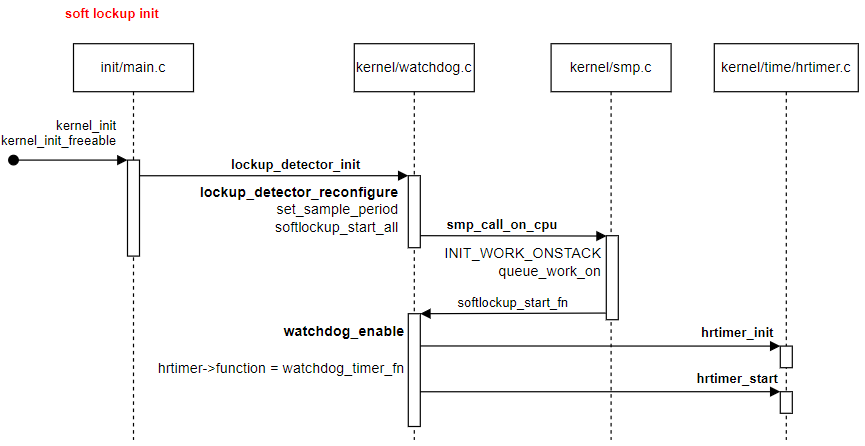 soft lockup init
init/main.c
kernel/watchdog.c
kernel/smp.c
kernel/time/hrtimer.c
kernel_init
kernel_init_freeable
lockup_detector_init
lockup_detector_reconfigure
set_sample_period
softlockup_start_all
smp_call_on_cpu
INIT_WORK_ONSTACK
queue_work_on
softlockup_start_fn
watchdog_enable
hrtimer_init
hrtimer->function = watchdog_timer_fn
hrtimer_start